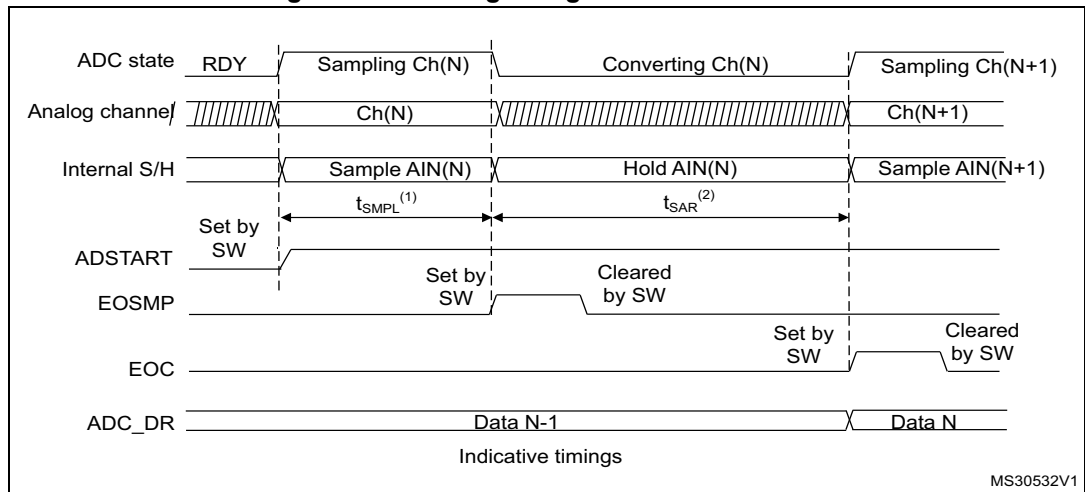 ADC state RDY Sampling Ch(N) Converting Ch(N) Sampling Ch(N+1)
Analog channel Ch(N) Ch(N+1)
Internal S/H Sample AIN(N) Hold AIN(N) Sample AIN(N+1)
tSMPL(1) tSAR(2)
Set by
SW
ADSTART
Set by
SW
Cleared
by SW
EOSMP
Set by
SW
Cleared
by SW
EOC
ADC_DR Data N-1 Data N
Indicative timings
MS30532V1